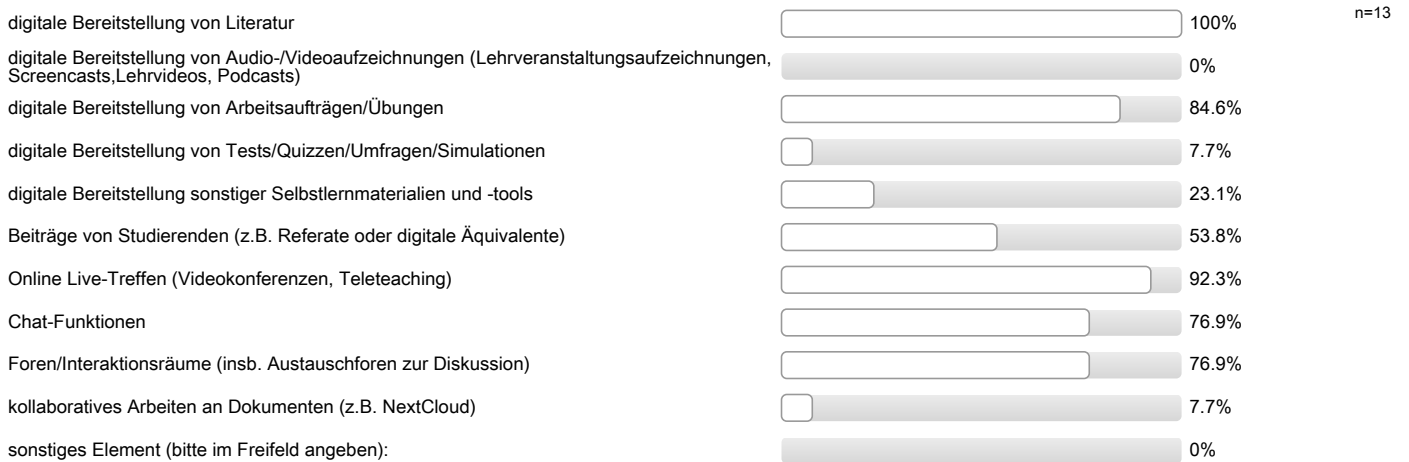 digitale Bereitstellung von Literatur 100% n=13
digitale Bereitstellung von Audio-/Videoaufzeichnungen (Lehrveranstaltungsaufzeichnungen,
Screencasts,Lehrvideos, Podcasts) 0%
digitale Bereitstellung von Arbeitsaufträgen/Übungen 84.6%
digitale Bereitstellung von Tests/Quizzen/Umfragen/Simulationen 7.7%
digitale Bereitstellung sonstiger Selbstlernmaterialien und -tools 23.1%
Beiträge von Studierenden (z.B. Referate oder digitale Äquivalente) 53.8%
Online Live-Treffen (Videokonferenzen, Teleteaching) 92.3%
Chat-Funktionen 76.9%
Foren/Interaktionsräume (insb. Austauschforen zur Diskussion) 76.9%
kollaboratives Arbeiten an Dokumenten (z.B. NextCloud) 7.7%
sonstiges Element (bitte im Freifeld angeben): 0%